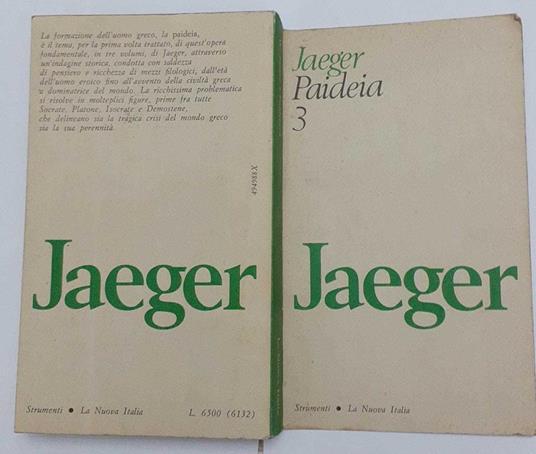 La formazione dell'uomo greco, la paideia,
è il tema, per la prima volta trattato, di quest'opera
fondamentale, in tre volumi, di Jaeger, attraverso
un'indagine storica, condotta con saldezza
di pensiero e ricchezza di mezzi filologici, dall'età
dell'uomo eroico fino all'avvento della civiltà greca
a dominatrice del mondo. La ricchissima problematica
si risolve in molteplici figure, prime fra tutte
Socrate, Platone, Isocrate e Demostene,
che delineano sia la tragica crisi del mondo greco
sia la sua perennità.
494988X
Jaeger
Strumenti • La Nuova Italia
L. 6500 (6132)
Jaeger
Paideia
3
Jaeger
Strumenti • La Nuova Italia